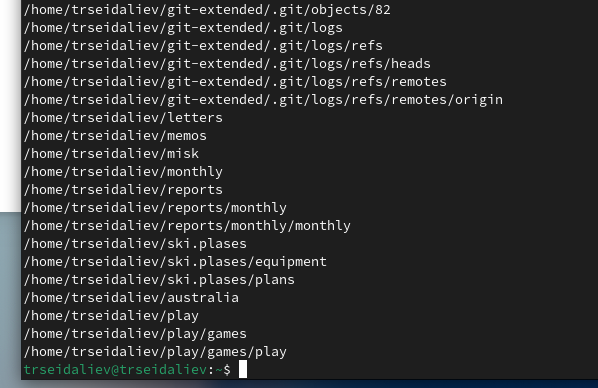 /home/trseidaliev/git-extended/.git/objects/82
/home/trseidaliev/git-extended/.git/logs
/home/trseidaliev/git-extended/.git/logs/refs
/home/trseidaliev/git-extended/.git/logs/refs/heads
/home/trseidaliev/git-extended/.git/logs/refs/remotes
/home/trseidaliev/git-extended/.git/logs/refs/remotes/origin
/home/trseidaliev/letters
/home/trseidaliev/memos
/home/trseidaliev/misk
/home/trseidaliev/monthly
/home/trseidaliev/reports
/home/trseidaliev/reports/monthly
/home/trseidaliev/reports/monthly/monthly
/home/trseidaliev/ski.plases
/home/trseidaliev/ski.plases/equipment
/home/trseidaliev/ski.plases/plans
/home/trseidaliev/australia
/home/trseidaliev/play
/home/trseidaliev/play/games
/home/trseidaliev/play/games/play
trseidaliev@trseidaliev:~$